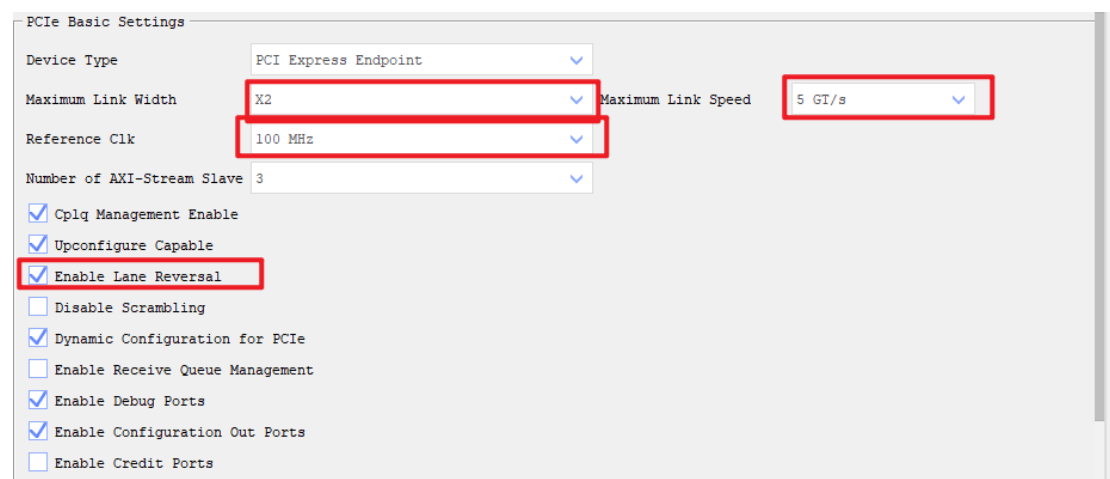 PCIe Basic Settings
Device Type PCI Express Endpoint
Maximum Link Width X2 Maximum Link Speed 5 GT/s
Reference Clk 100 MHz
Number of AXI-Stream Slave 3
Cplq Management Enable
Upconfigure Capable
Enable Lane Reversal
Disable Scrambling
Dynamic Configuration for PCIe
Enable Receive Queue Management
Enable Debug Ports
Enable Configuration Out Ports
Enable Credit Ports